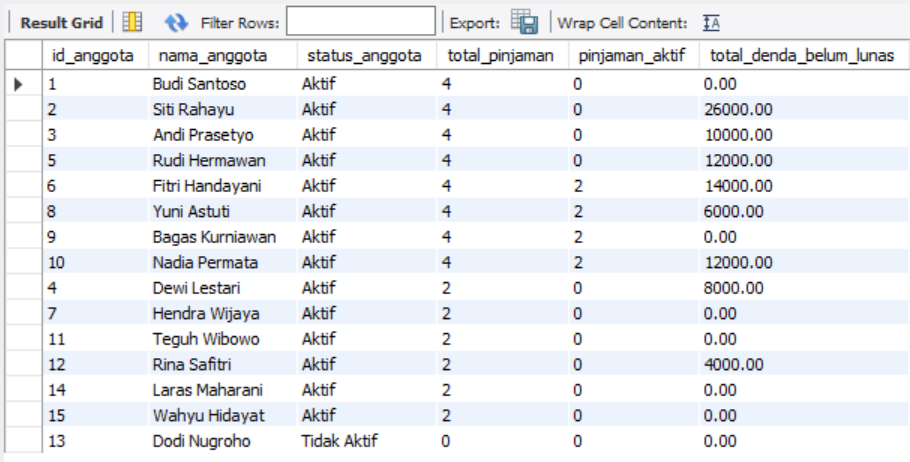 Result Grid Filter Rows: Export: Wrap Cell Content: IA
id_anggota nama_anggota status_anggota total_pinjaman pinjaman_aktif total_denda_belum_lunas
1 Budi Santoso Aktif 4 0 0.00
2 Siti Rahayu Aktif 4 0 26000.00
3 Andi Prasetyo Aktif 4 0 10000.00
5 Rudi Hermawan Aktif 4 0 12000.00
6 Fitri Handayani Aktif 4 2 14000.00
8 Yuni Astuti Aktif 4 2 6000.00
9 Bagas Kurniawan Aktif 4 2 0.00
10 Nadia Permata Aktif 4 2 12000.00
4 Dewi Lestari Aktif 2 0 8000.00
7 Hendra Wijaya Aktif 2 0 0.00
11 Teguh Wibowo Aktif 2 0 0.00
12 Rina Safitri Aktif 2 0 4000.00
14 Laras Maharani Aktif 2 0 0.00
15 Wahyu Hidayat Aktif 2 0 0.00
13 Dodi Nugroho Tidak Aktif 0 0 0.00